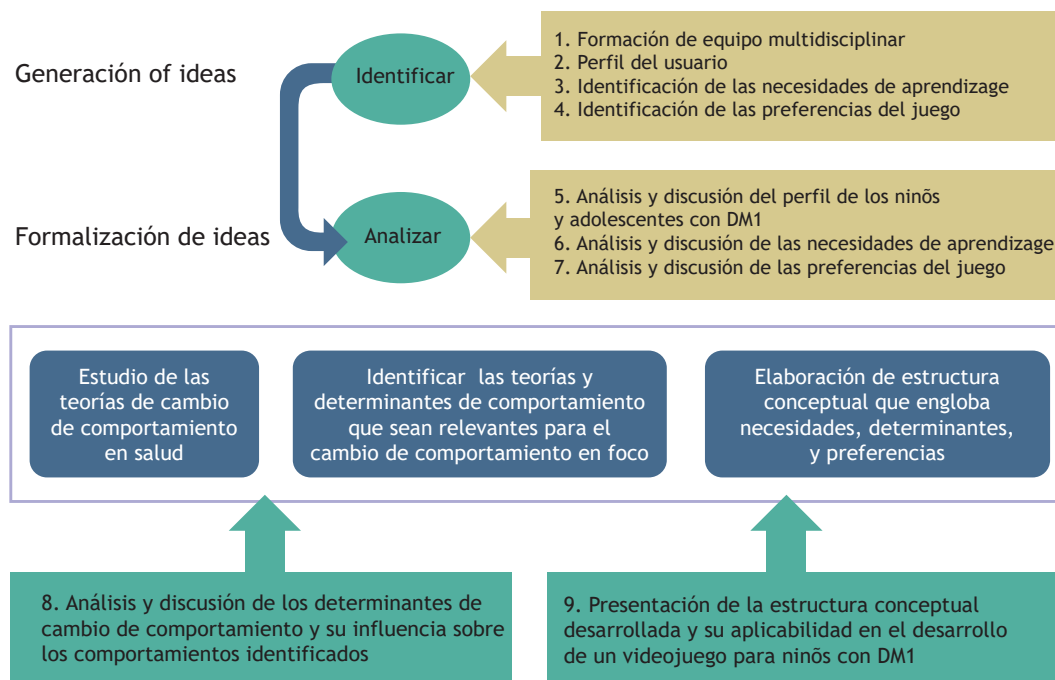 Generación of ideas
Identificar
1. Formación de equipo multidisciplinar
2. Perfil del usuario
3. Identificación de las necesidades de aprendizage
4. Identificación de las preferencias del juego
Formalización de ideas
Analizar
5. Análisis y discusión del perfil de los ninõs
y adolescentes con DM1
6. Análisis y discusión de las necesidades de aprendizage
7. Análisis y discusión de las preferencias del juego
Estudio de las
teorías de cambio
de comportamiento
en salud
Identificar las teorías y
determinantes de comportamiento
que sean relevantes para el
cambio de comportamiento en foco
Elaboración de estructura
conceptual que engloba
necesidades, determinantes,
y preferencias
8. Análisis y discusión de los determinantes de
cambio de comportamiento y su influencia sobre
los comportamientos identificados
9. Presentación de la estructura conceptual
desarrollada y su aplicabilidad en el desarrollo
de un videojuego para ninõs con DM1